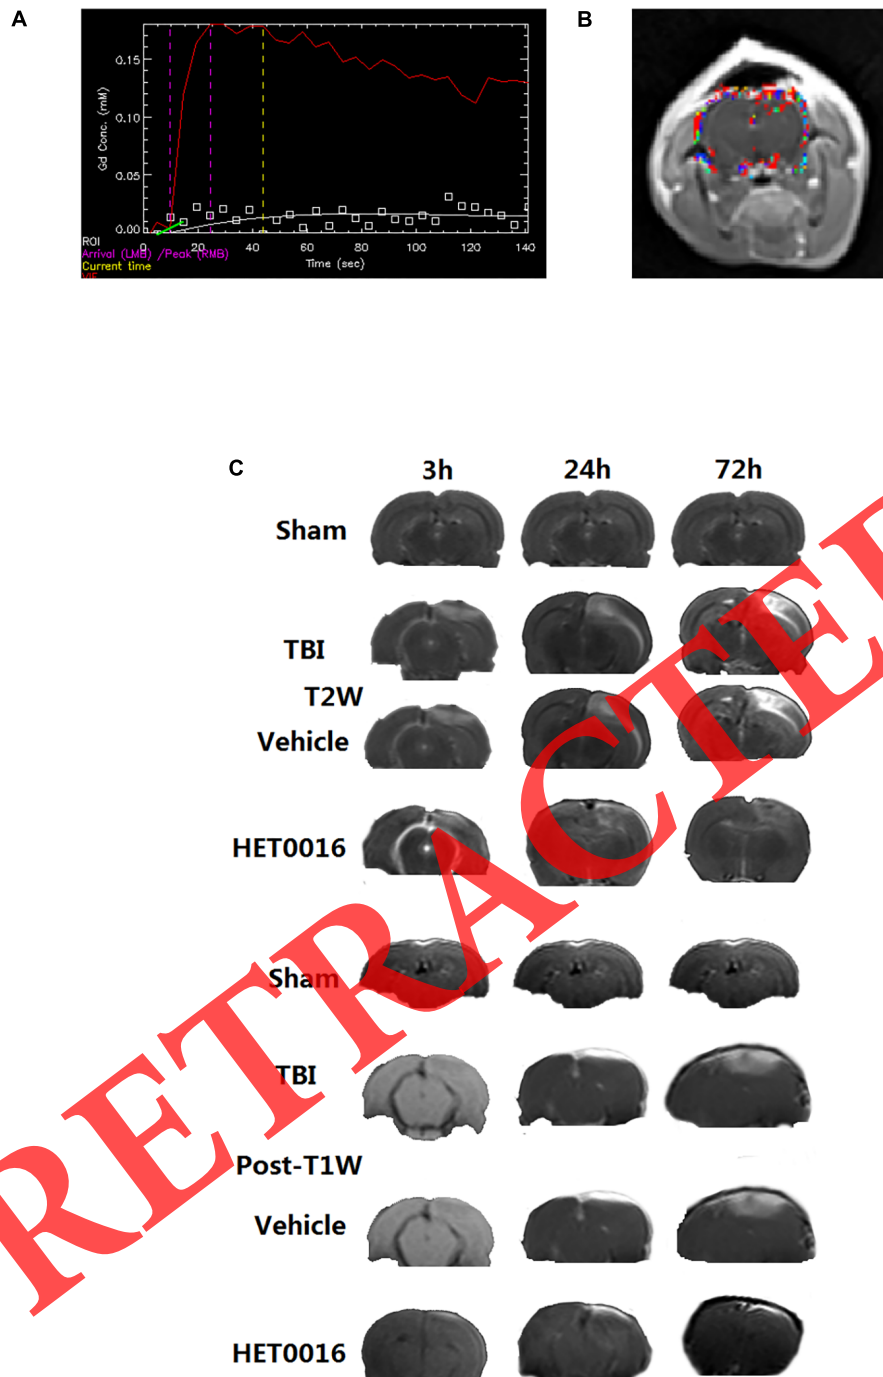 A
B
0.15
0.10
0.05
0.00
Gd Conc. (mM)
0
20
40
60
80
100
120
140
Time (sec)
ROI
Arrival (LMB) /Peak (RMB)
Current time
VIF
C
3h 24h 72h
Sham
TBI
T2W
Vehicle
HET0016
Sham
TBI
Post-T1W
Vehicle
HET0016